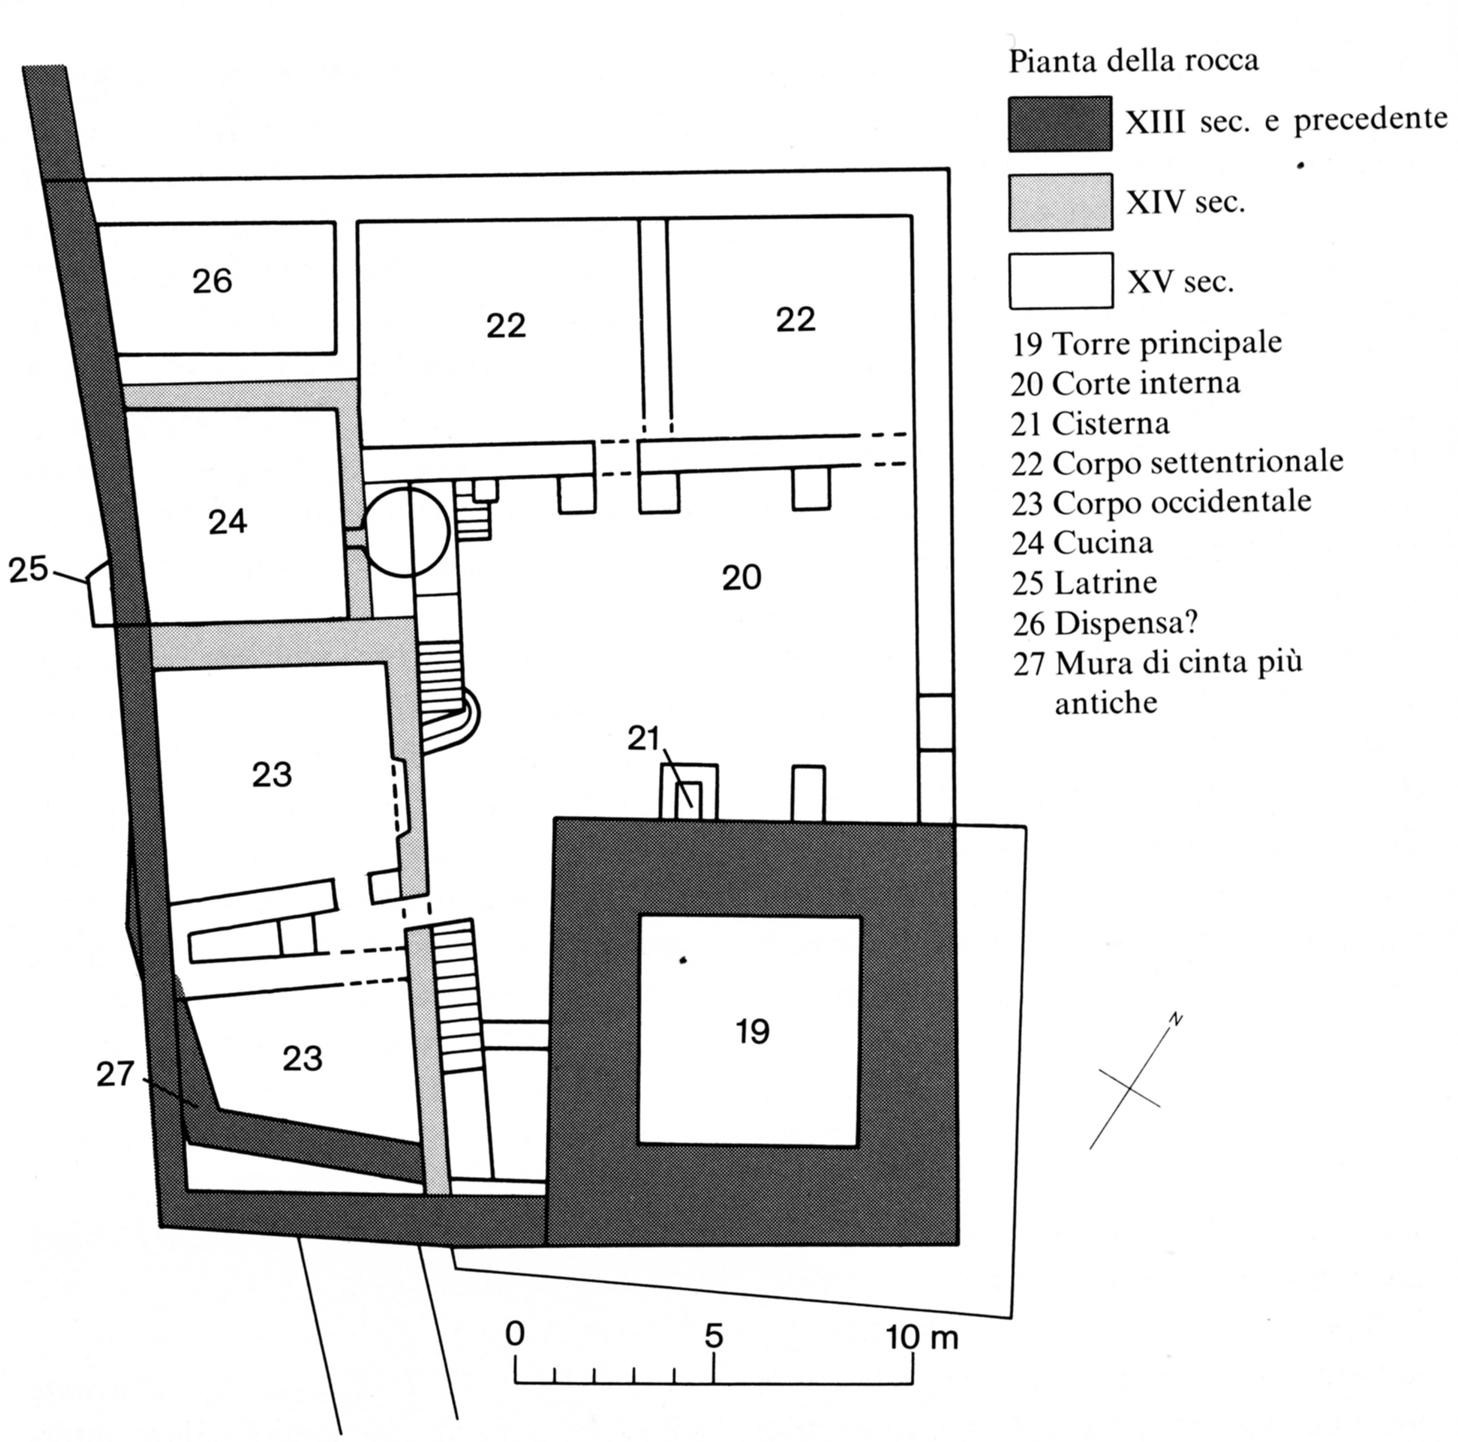 Pianta della rocca
XIII sec. e precedente
XIV sec.
XV sec.
19 Torre principale
20 Corte interna
21 Cisterna
22 Corpo settentrionale
23 Corpo occidentale
24 Cucina
25 Latrine
26 Dispensa?
27 Mura di cinta più
antiche
26
22
22
24
25
20
21
23
19
23
27
N
0 5 10 m